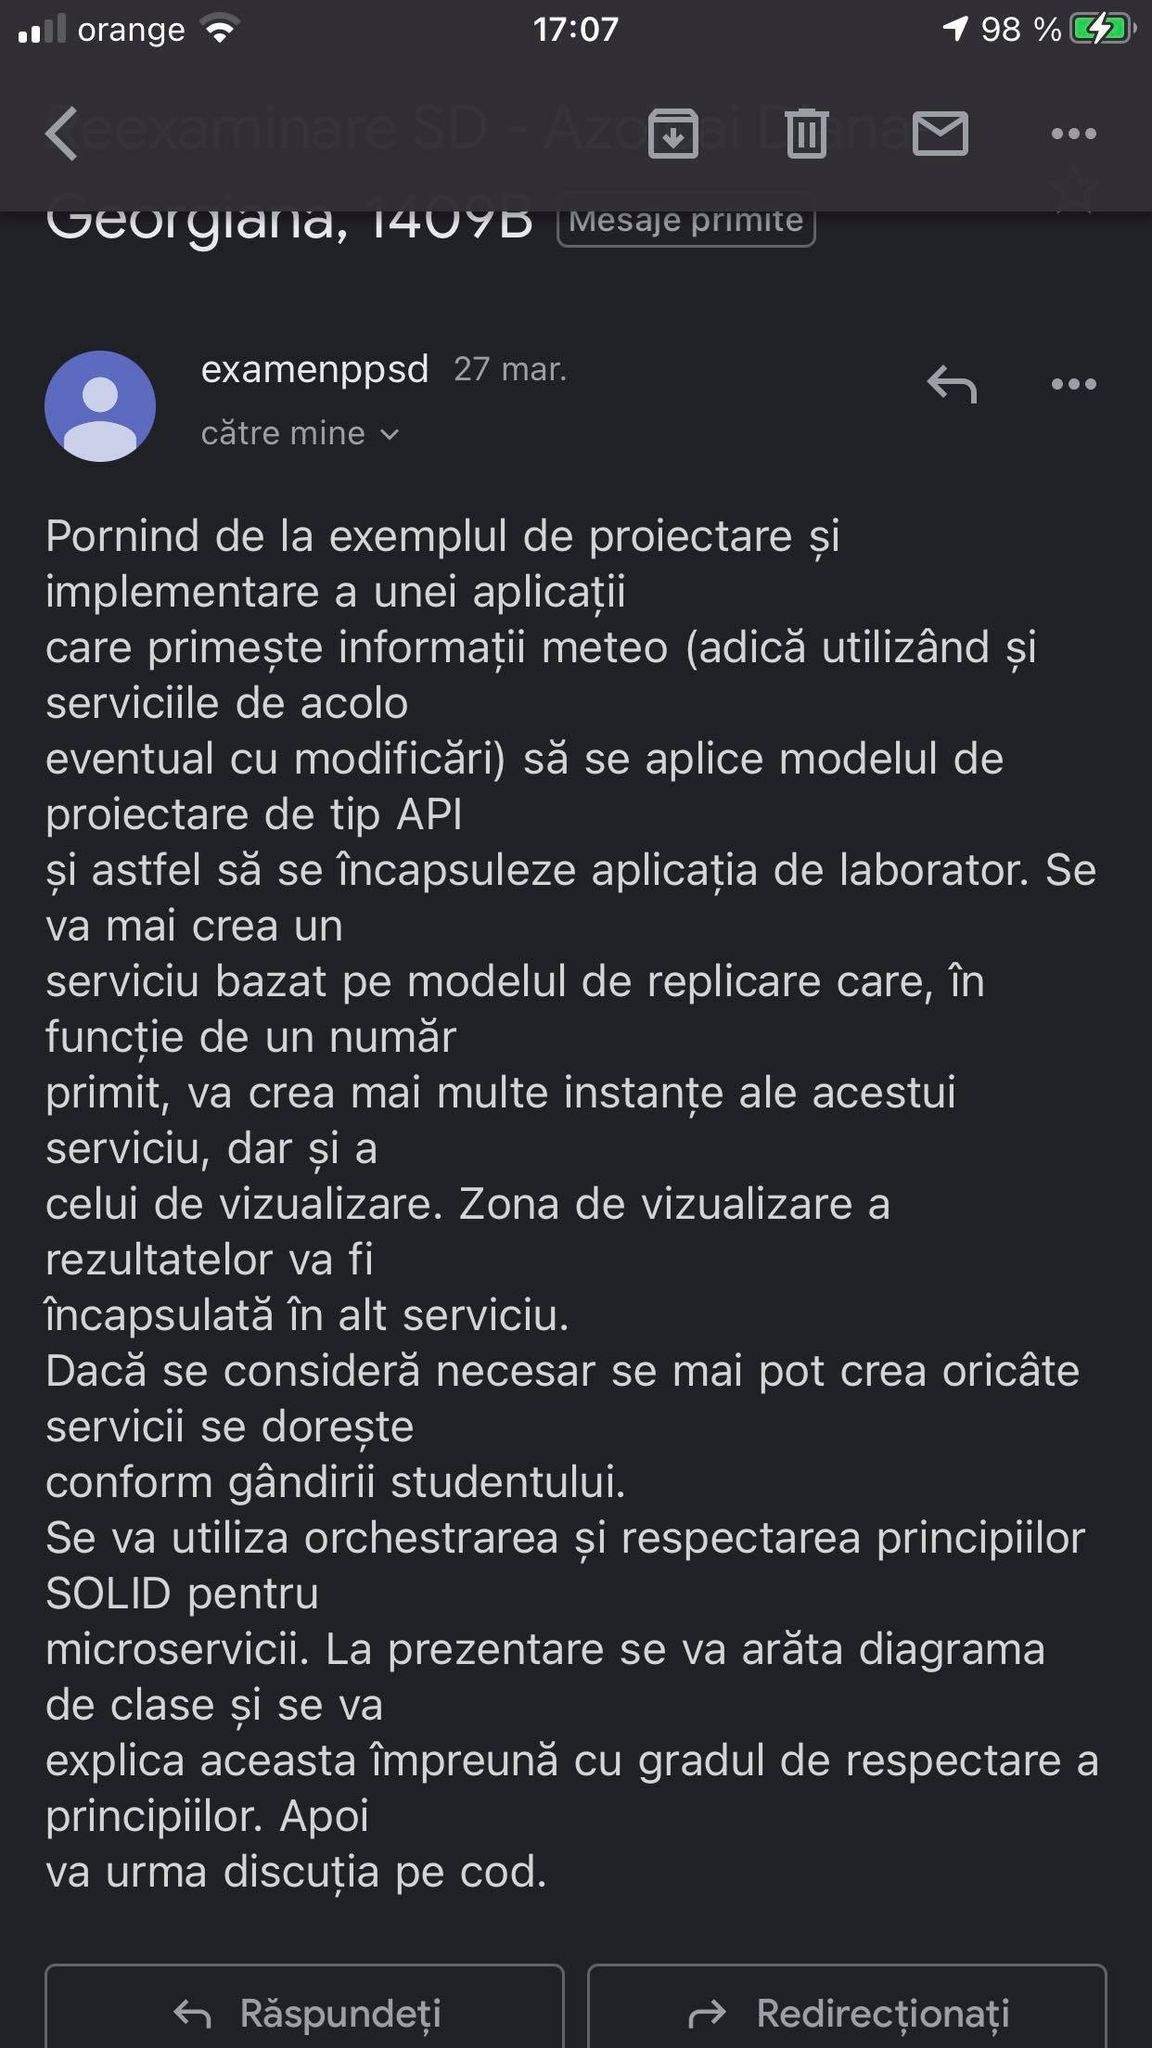 orange 17:07 98 %
Reexaminare SD - Azo ai Diana
Georgiana, 1409B Mesaje primite
examenppsd 27 mar.
către mine
Pornind de la exemplul de proiectare și
implementare a unei aplicații
care primește informații meteo (adică utilizând și
serviciile de acolo
eventual cu modificări) să se aplice modelul de
proiectare de tip API
și astfel să se încapsuleze aplicația de laborator. Se
va mai crea un
serviciu bazat pe modelul de replicare care, în
funcție de un număr
primit, va crea mai multe instanțe ale acestui
serviciu, dar și a
celui de vizualizare. Zona de vizualizare a
rezultatelor va fi
încapsulată în alt serviciu.
Dacă se consideră necesar se mai pot crea oricâte
servicii se dorește
conform gândirii studentului.
Se va utiliza orchestrarea și respectarea principiilor
SOLID pentru
microservicii. La prezentare se va arăta diagrama
de clase și se va
explica aceasta împreună cu gradul de respectare a
principiilor. Apoi
va urma discuția pe cod.
Răspundeți Redirecționați